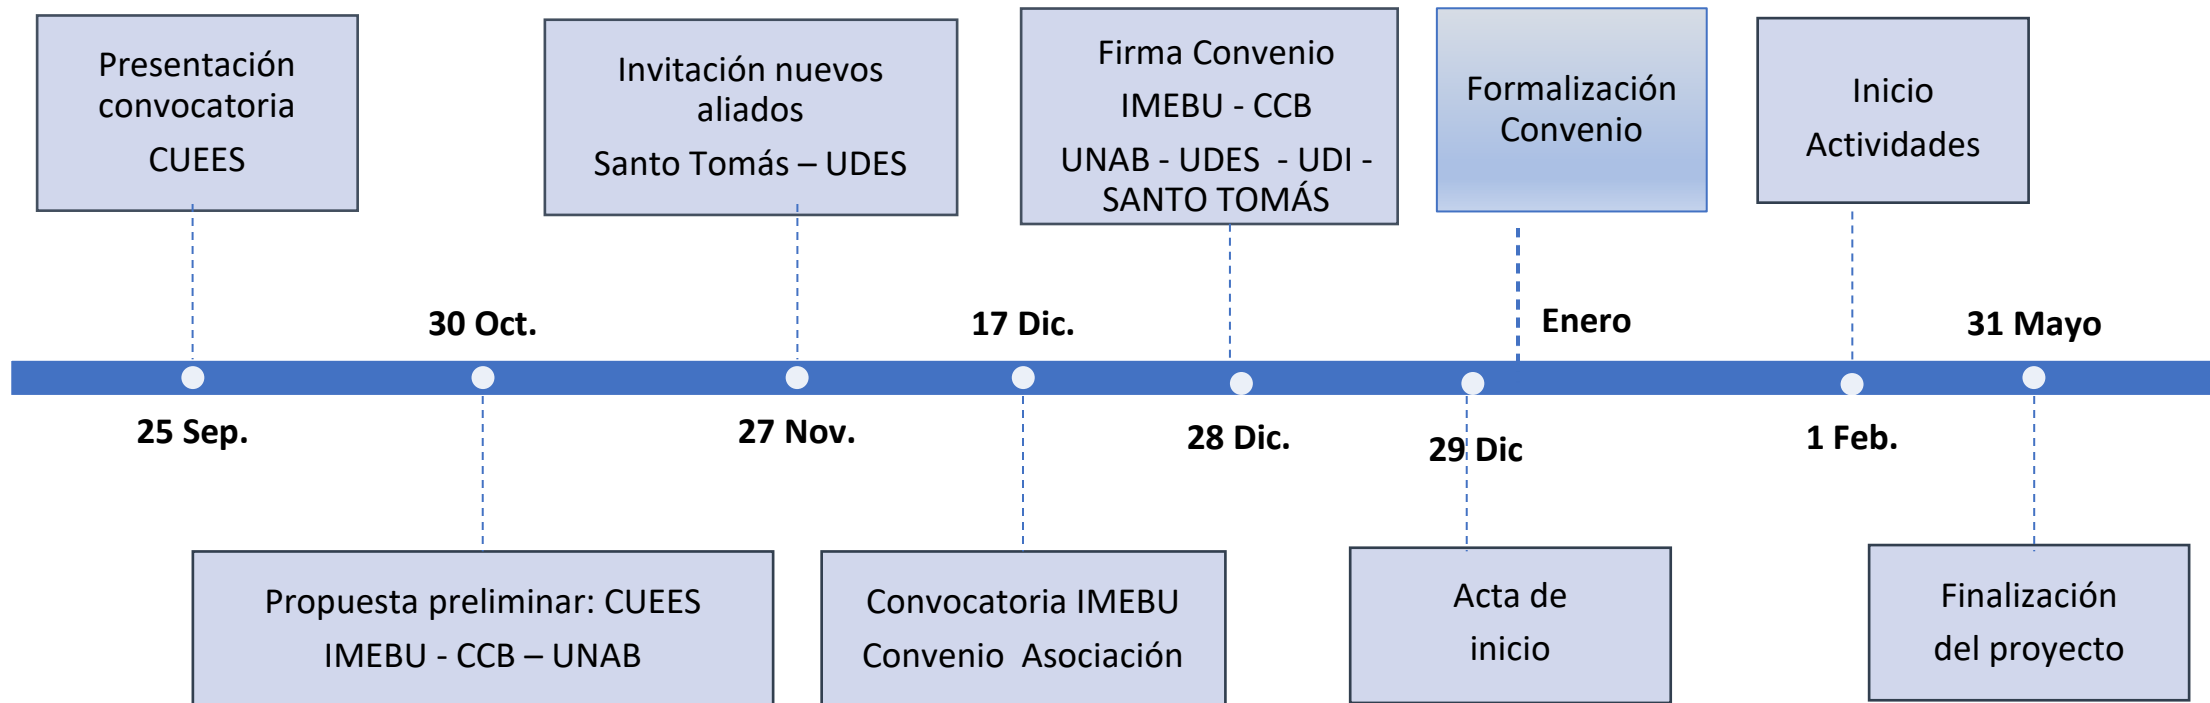 Presentación
convocatoria
CUEES
Invitación nuevos
aliados
Santo Tomás – UDES
Firma Convenio
IMEBU - CCB
UNAB - UDES  - UDI -
SANTO TOMÁS
Formalización
Convenio
Inicio
Actividades
30 Oct.
17 Dic.
Enero
31 Mayo
25 Sep.
27 Nov.
28 Dic.
29 Dic
1 Feb.
Propuesta preliminar: CUEES
IMEBU - CCB – UNAB
Convocatoria IMEBU
Convenio  Asociación
Acta de
inicio
Finalización
del proyecto